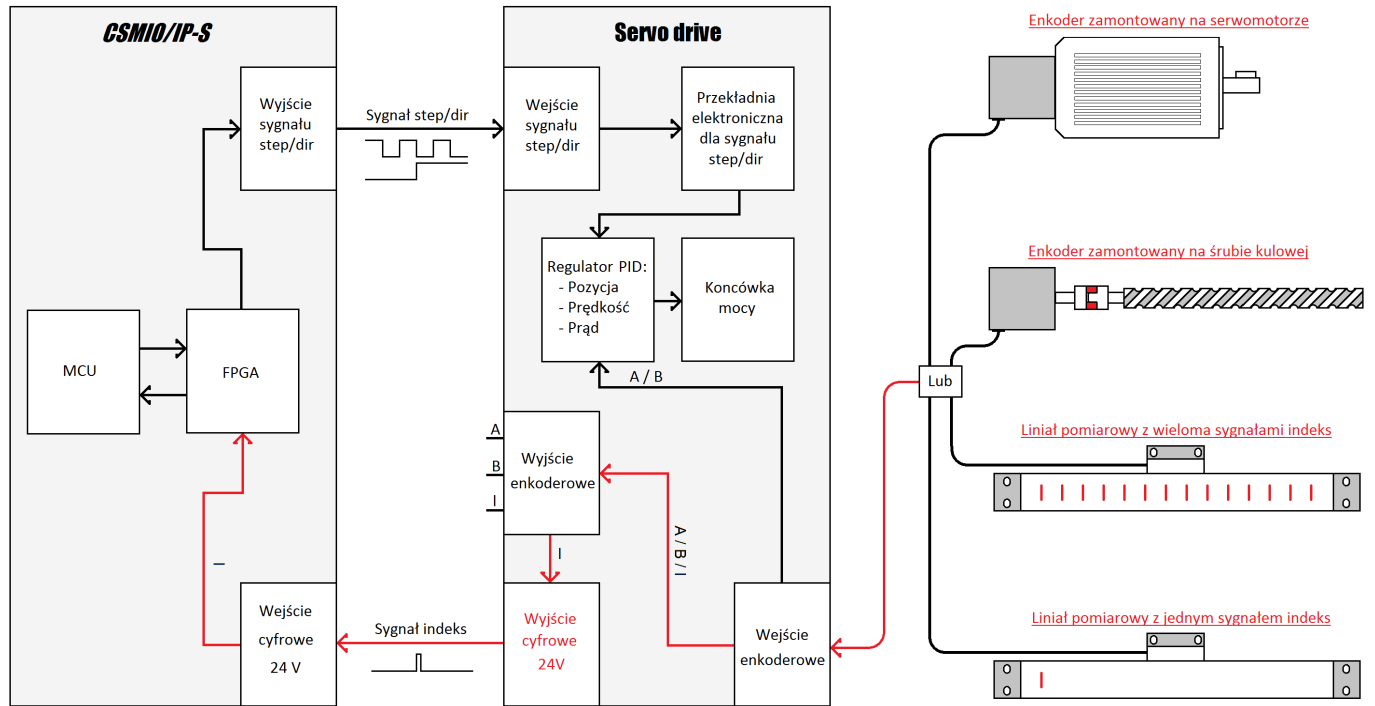 CSMIO/IP-S
Wyjście
sygnału
step/dir
MCU
FPGA
I
Wejście
cyfrowe
24 V
Sygnał step/dir
Sygnał indeks
Servo drive
Wejście
sygnału
step/dir
Przekładnia
elektroniczna
dla sygnału
step/dir
Regulator PID:
- Pozycja
- Prędkość
- Prąd
Koncówka
mocy
A / B
A
B
I
Wyjście
enkoderowe
I
A / B / I
Wyjście
cyfrowe
24V
Wejście
enkoderowe
Enkoder zamontowany na serwomotorze
Enkoder zamontowany na śrubie kulowej
Lub
Liniał pomiarowy z wieloma sygnałami indeks
Liniał pomiarowy z jednym sygnałem indeks